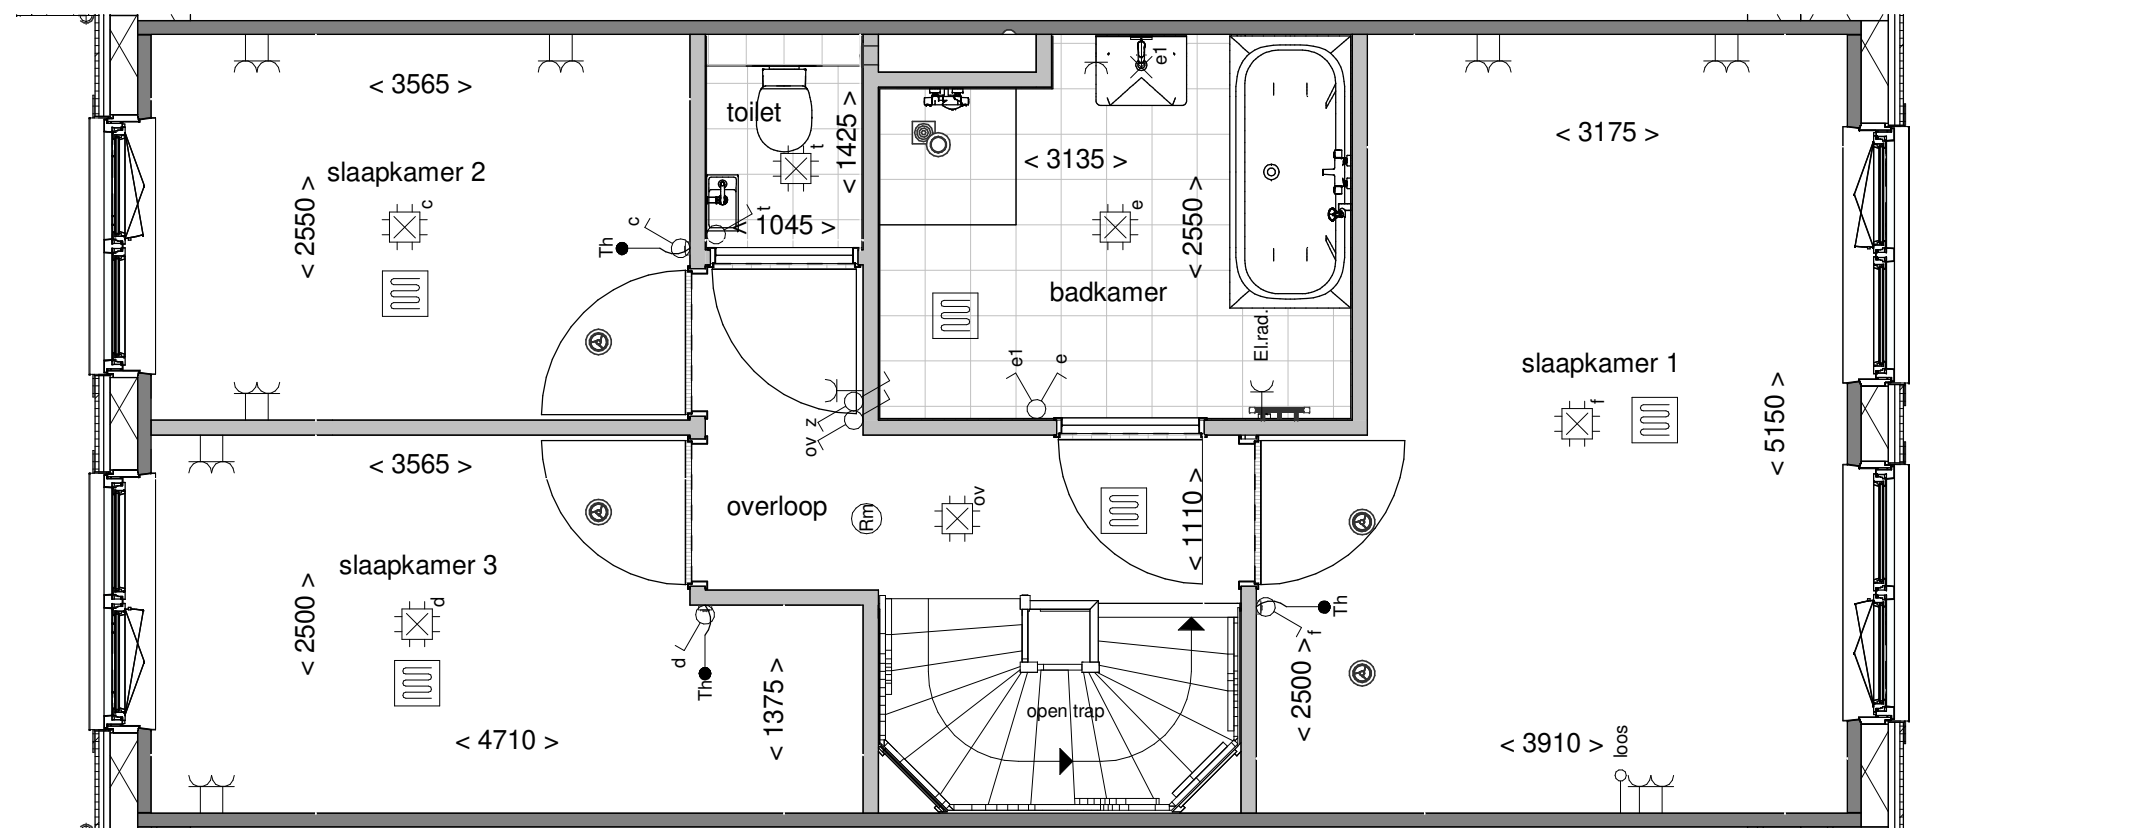 e1
< 3565 >
toilet
< 1425 >
< 3175 >
t
< 3135 >
slaapkamer 2
c
< 2550 >
c
Th
t
< 1045 >
e
< 2550 >
badkamer
El.rad.
e1
e
slaapkamer 1
f
< 5150 >
z
ov
< 3565 >
overloop
Rm
ov
< 1110 >
slaapkamer 3
d
< 2500 >
Th
f
d
Th
< 1375 >
open trap
< 2500 >
< 4710 >
< 3910 >
loos